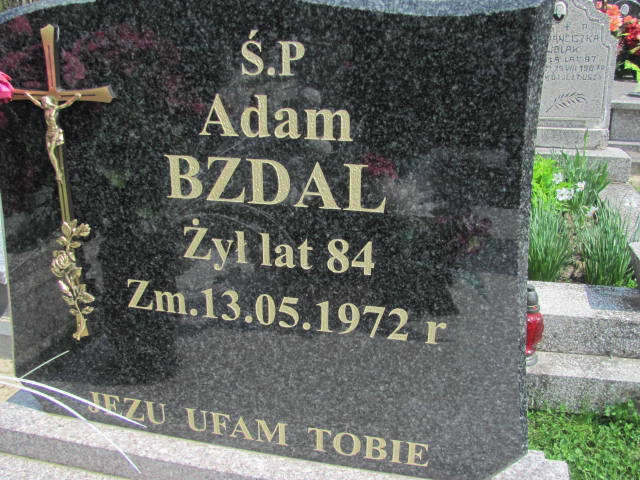 Ś.P
Adam
BZDAL
Żył lat 84
Zm.13.05.1972 r
JEZU UFAM TOBIE